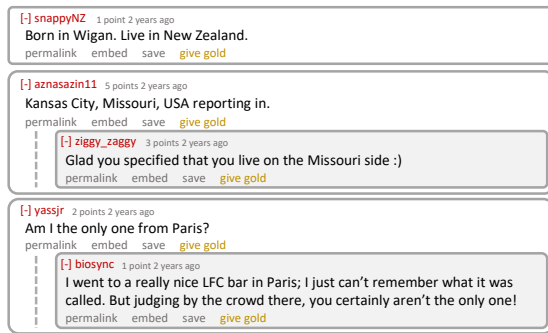 [-] snappyNZ 1 point 2 years ago
Born in Wigan. Live in New Zealand.
permalink embed save give gold
[-] aznasazin11 5 points 2 years ago
Kansas City, Missouri, USA reporting in.
permalink embed save give gold
[-] ziggy_zaggy 3 points 2 years ago
Glad you specified that you live on the Missouri side :)
permalink embed save give gold
[-] yassjr 2 points 2 years ago
Am I the only one from Paris?
permalink embed save give gold
[-] biosync 1 point 2 years ago
I went to a really nice LFC bar in Paris; I just can't remember what it was
called. But judging by the crowd there, you certainly aren't the only one!
permalink embed save give gold